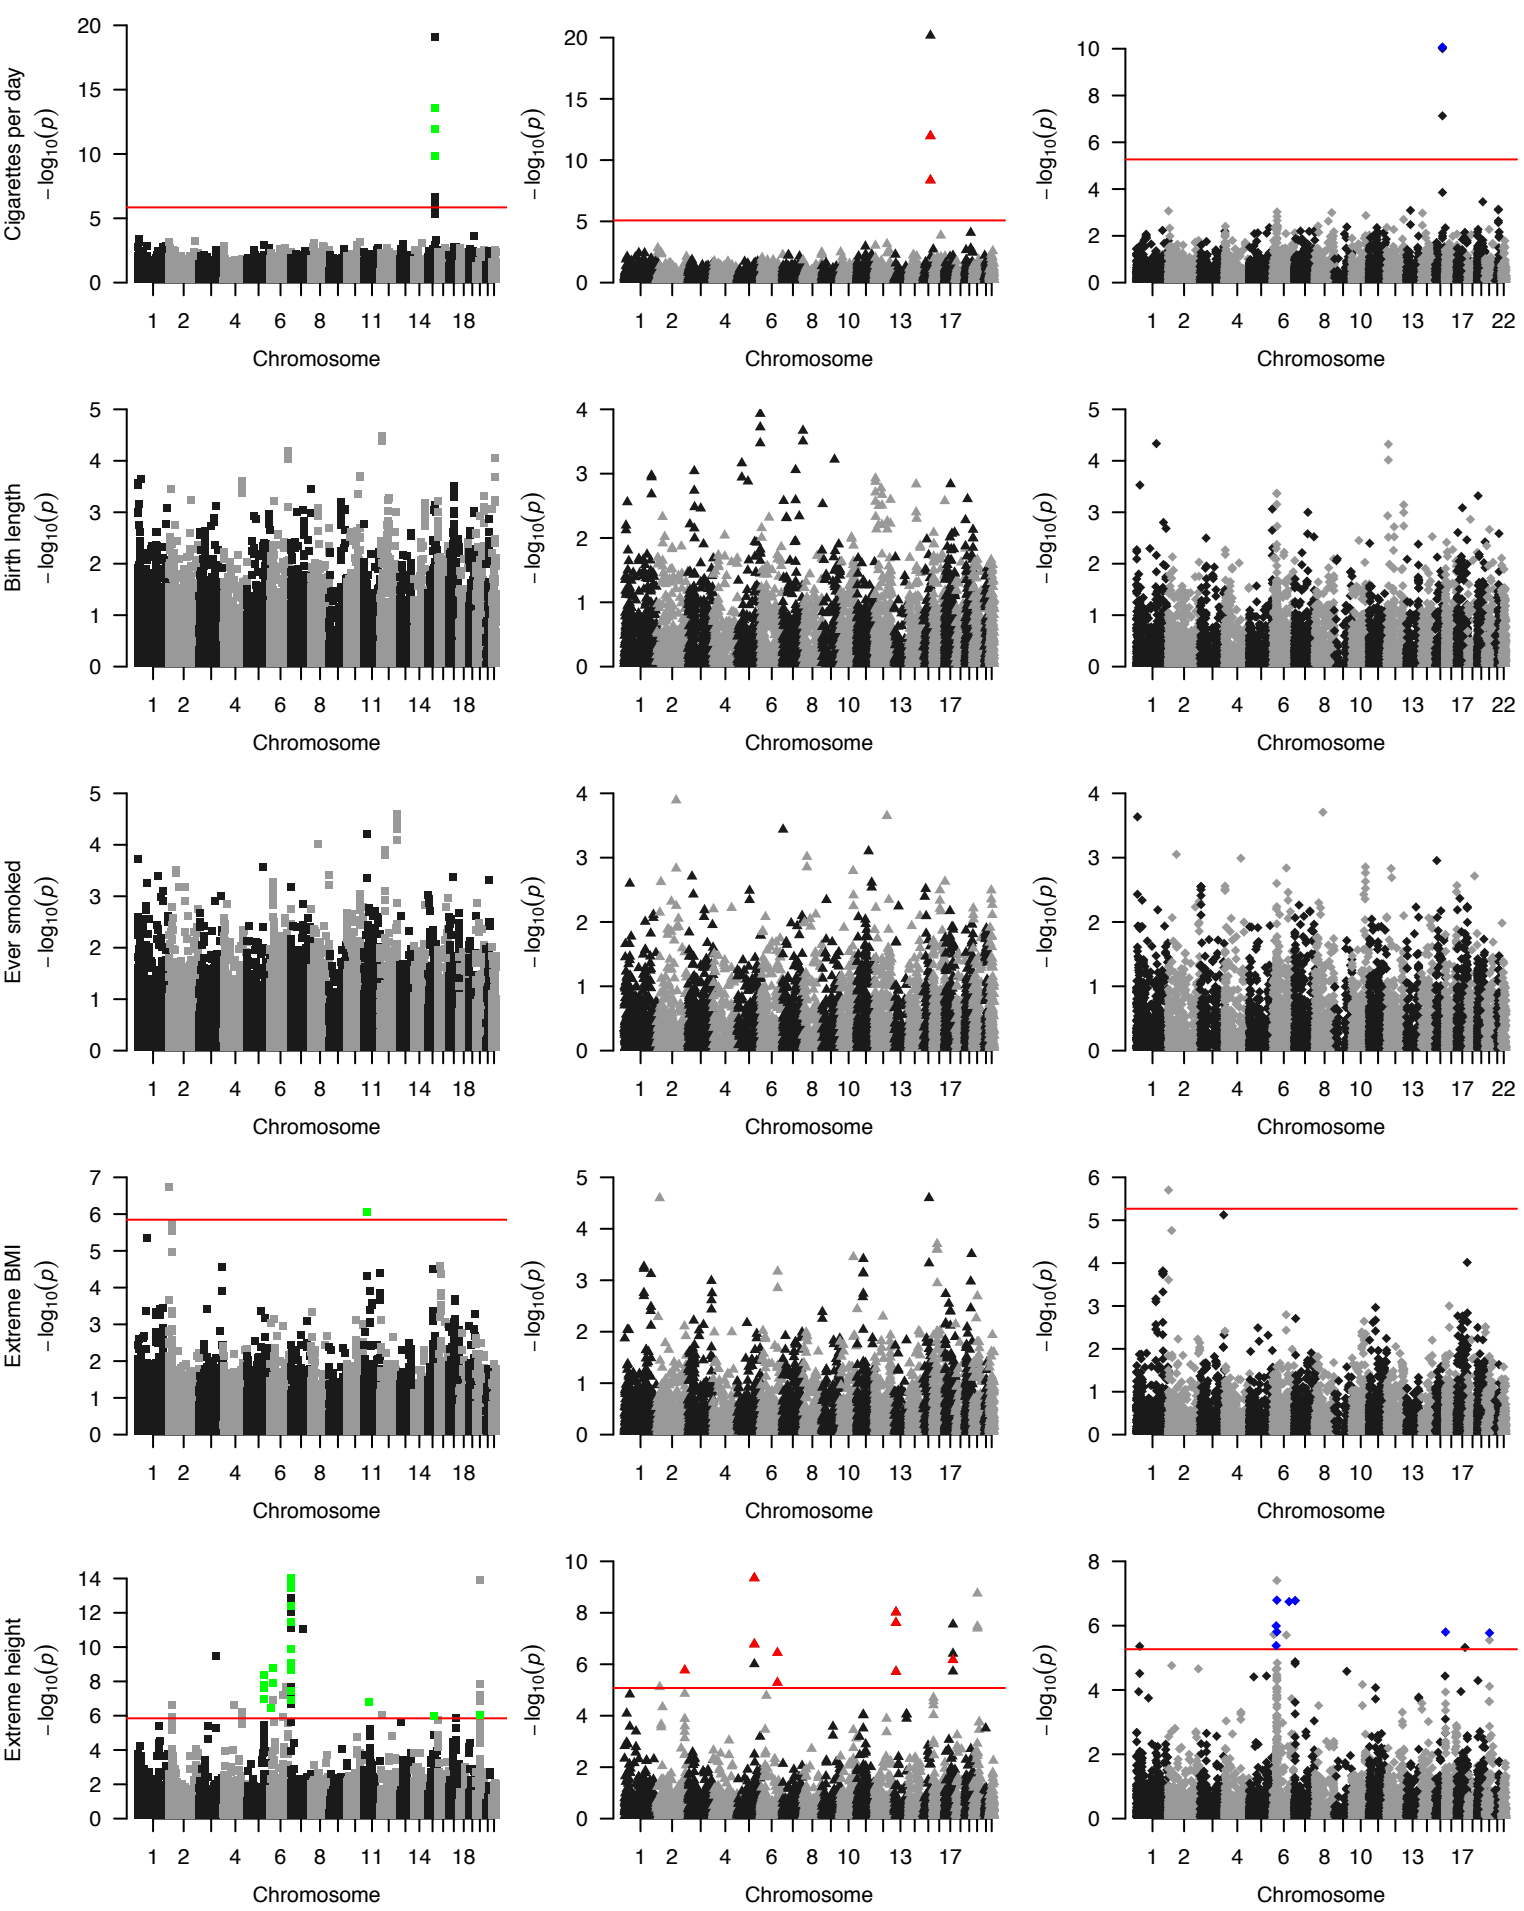 Cigarettes per day
−log10(p)
20
15
10
5
0
1 2 4 6 8 11 14 18
Chromosome
−log10(p)
20
15
10
5
0
1 2 4 6 8 10 13 17
Chromosome
−log10(p)
10
8
6
4
2
0
1 2 4 6 8 10 13 17 22
Chromosome
Birth length
−log10(p)
5
4
3
2
1
0
1 2 4 6 8 11 14 18
Chromosome
−log10(p)
4
3
2
1
0
1 2 4 6 8 10 13 17
Chromosome
−log10(p)
5
4
3
2
1
0
1 2 4 6 8 10 13 17 22
Chromosome
Ever smoked
−log10(p)
5
4
3
2
1
0
1 2 4 6 8 11 14 18
Chromosome
−log10(p)
4
3
2
1
0
1 2 4 6 8 10 13 17
Chromosome
−log10(p)
4
3
2
1
0
1 2 4 6 8 10 13 17 22
Chromosome
Extreme BMI
−log10(p)
7
6
5
4
3
2
1
0
1 2 4 6 8 11 14 18
Chromosome
−log10(p)
5
4
3
2
1
0
1 2 4 6 8 10 13 17
Chromosome
−log10(p)
6
5
4
3
2
1
0
1 2 4 6 8 10 13 17
Chromosome
Extreme height
−log10(p)
14
12
10
8
6
4
2
0
1 2 4 6 8 11 14 18
Chromosome
−log10(p)
10
8
6
4
2
0
1 2 4 6 8 10 13 17
Chromosome
−log10(p)
8
6
4
2
0
1 2 4 6 8 10 13 17
Chromosome